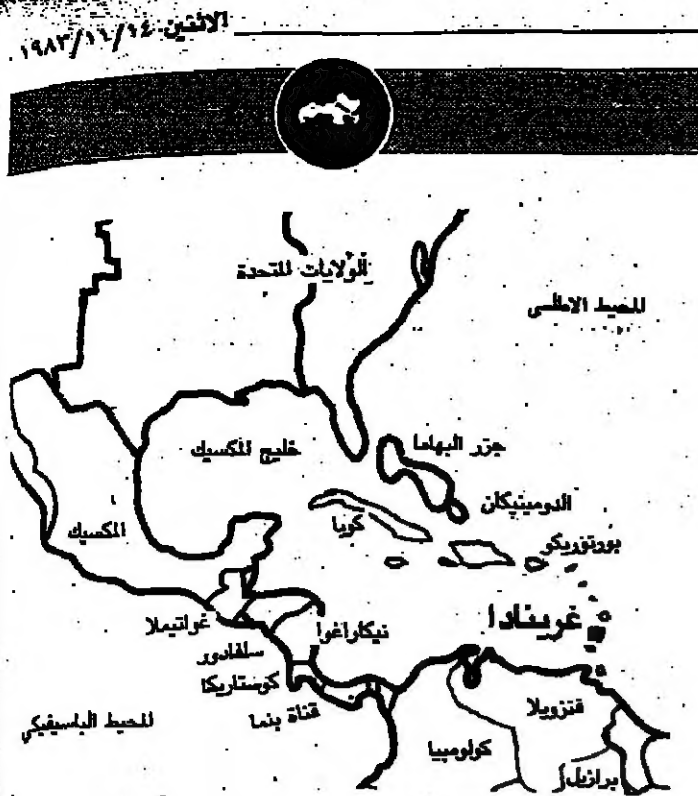 الاثنين ١٩٨٣/١١/١٤
الولايات المتحدة
المحيط الاطلسي
خليج المكسيك
جزر البهاما
المكسيك
كوبا
الدومينيكان
بورتوريكو
غواتيملا
نيكاراغوا
غرينادا
سلفادور
كوستاريكا
قناة بنما
فنزويلا
المحيط الباسيفيكي
كولومبيا
برازيل